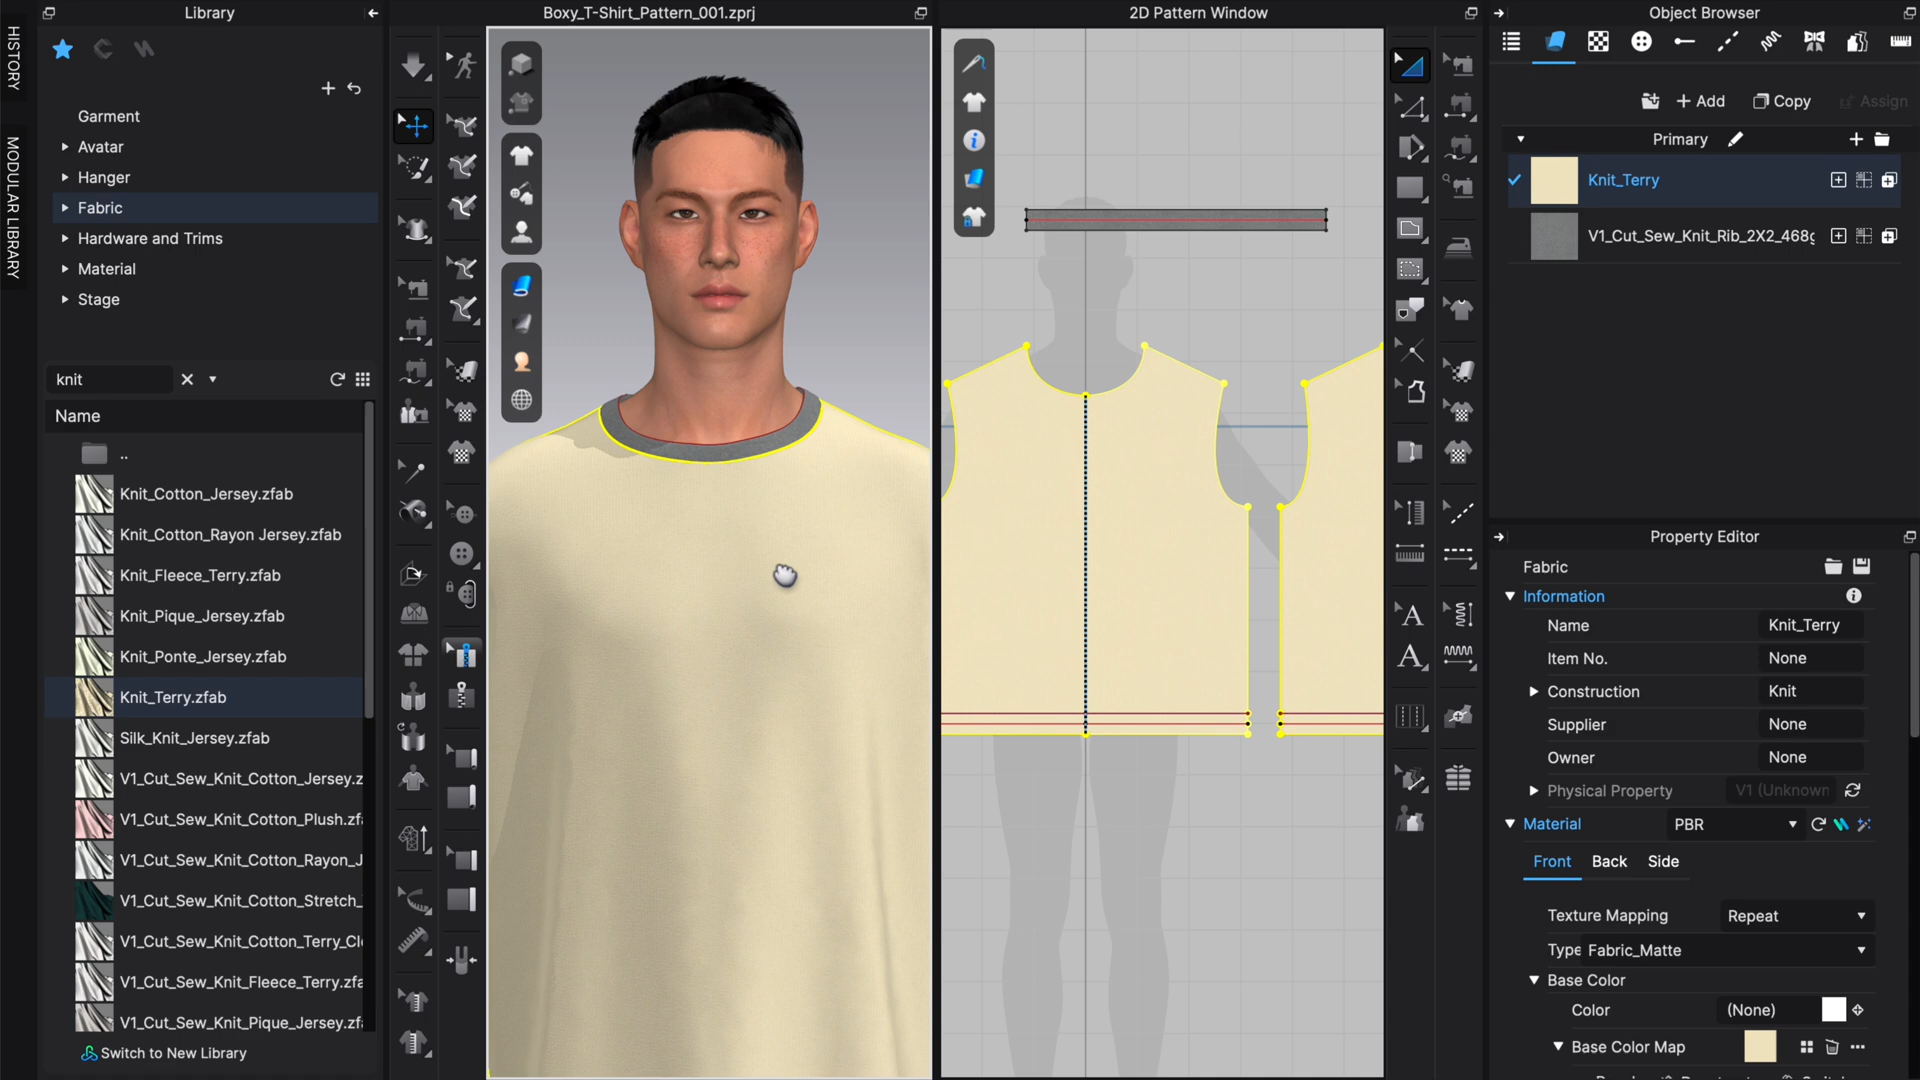 HISTORY
MODULAR LIBRARY
Library
Garment
Avatar
Hanger
Fabric
Hardware and Trims
Material
Stage
knit
Name
..
Knit_Cotton_Jersey.zfab
Knit_Cotton_Rayon Jersey.zfab
Knit_Fleece_Terry.zfab
Knit_Pique_Jersey.zfab
Knit_Ponte_Jersey.zfab
Knit_Terry.zfab
Silk_Knit_Jersey.zfab
V1_Cut_Sew_Knit_Cotton_Jersey.z
V1_Cut_Sew_Knit_Cotton_Plush.zf
V1_Cut_Sew_Knit_Cotton_Rayon_J
V1_Cut_Sew_Knit_Cotton_Stretch_
V1_Cut_Sew_Knit_Cotton_Terry_Cl
V1_Cut_Sew_Knit_Fleece_Terry.zfa
V1_Cut_Sew_Knit_Pique_Jersey.zf
Switch to New Library
Boxy_T-Shirt_Pattern_001.zprj
2D Pattern Window
A
A
Object Browser
+ Add
Copy
Assign
Primary
Knit_Terry
V1_Cut_Sew_Knit_Rib_2X2_468g
Property Editor
Fabric
Information
Name Knit_Terry
Item No. None
Construction Knit
Supplier None
Owner None
Physical Property V1 (Unknown
Material PBR
Front Back Side
Texture Mapping Repeat
Type Fabric_Matte
Base Color
Color (None)
Base Color Map